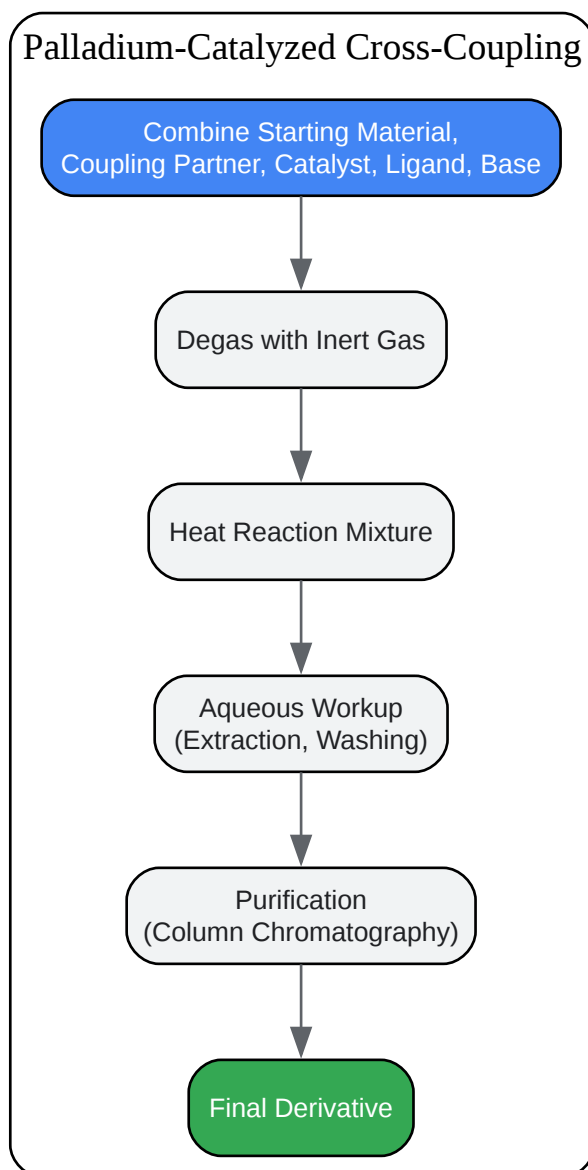 Palladium-Catalyzed Cross-Coupling
Combine Starting Material,
Coupling Partner, Catalyst, Ligand, Base
Degas with Inert Gas
Heat Reaction Mixture
Aqueous Workup
(Extraction, Washing)
Purification
(Column Chromatography)
Final Derivative